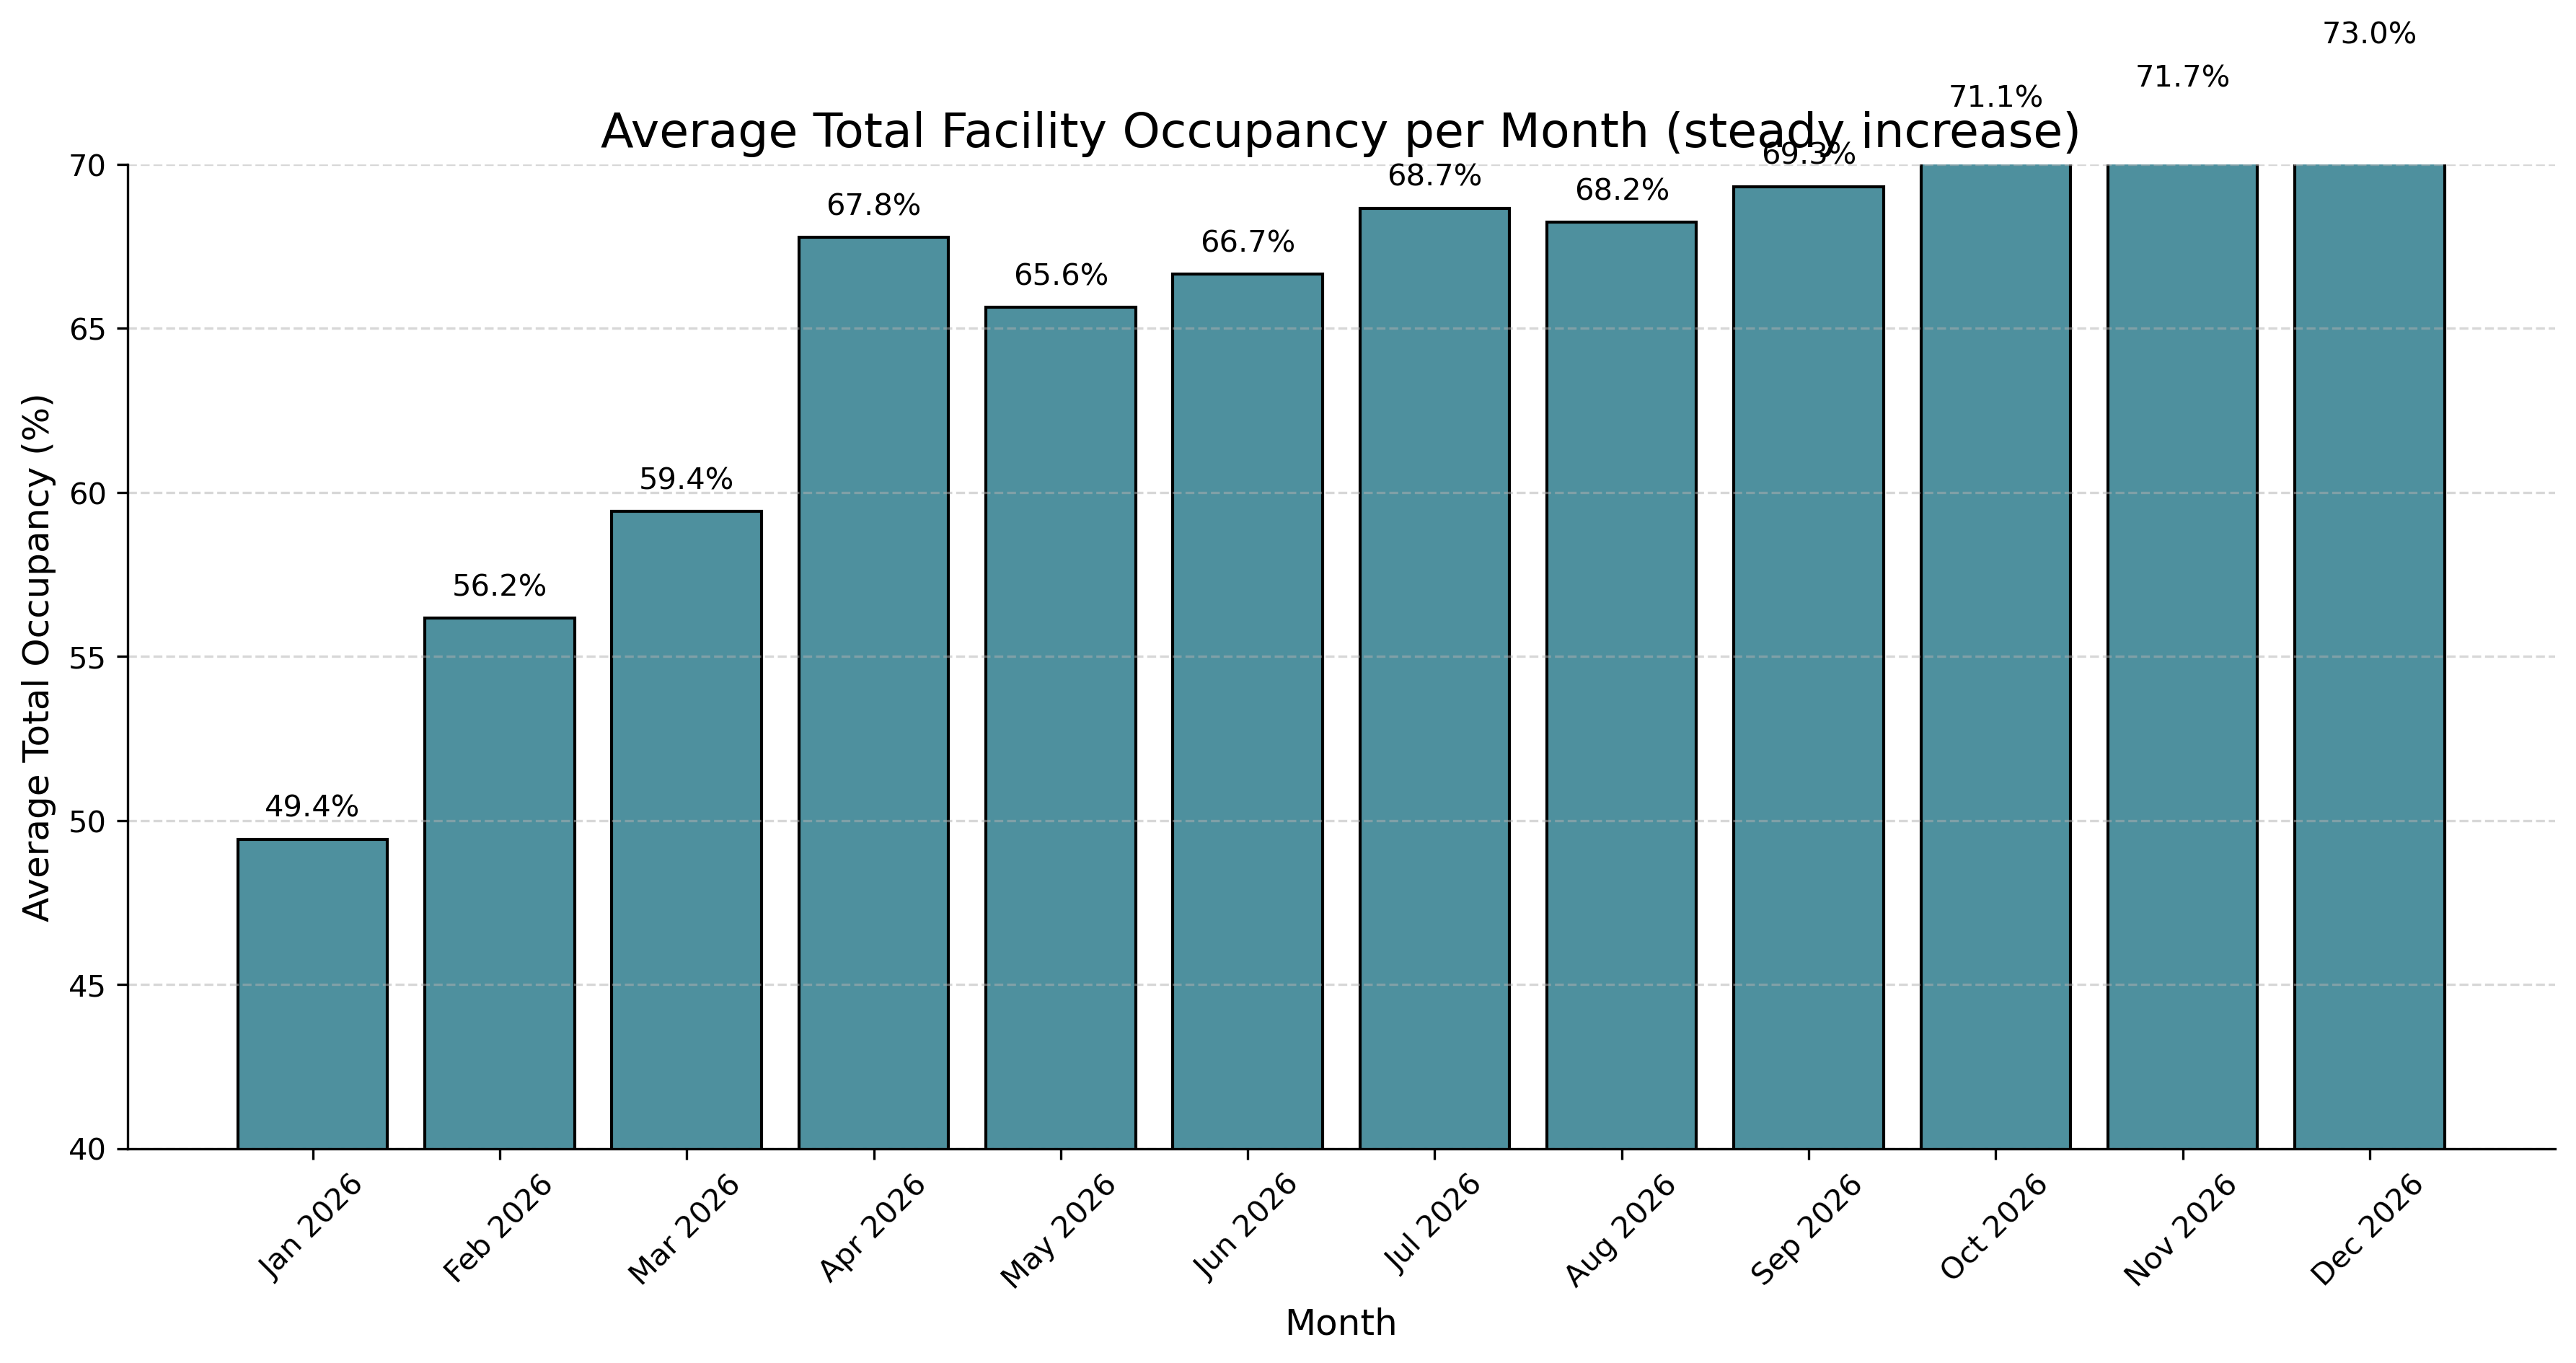 73.0%
71.7%
71.1%
Average Total Facility Occupancy per Month (steady increase)
69.3%
68.7%
68.2%
67.8%
66.7%
65.6%
59.4%
56.2%
49.4%
Average Total Occupancy (%)
70
65
60
55
50
45
40
Jan 2026
Feb 2026
Mar 2026
Apr 2026
May 2026
Jun 2026
Jul 2026
Aug 2026
Sep 2026
Oct 2026
Nov 2026
Dec 2026
Month